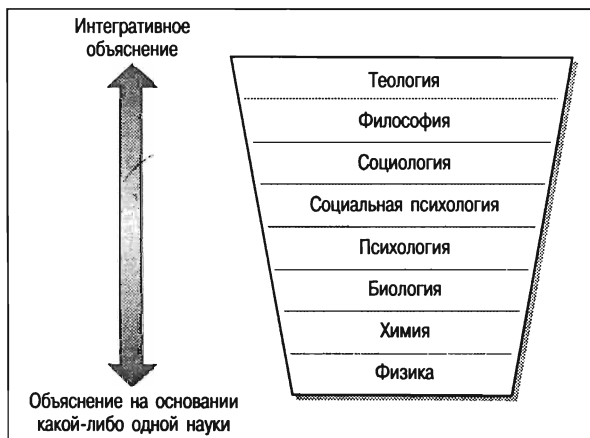 Интегративное
объяснение
Теология
Философия
Социология
Социальная психология
Психология
Биология
Химия
Физика
Объяснение на основании
какой-либо одной науки